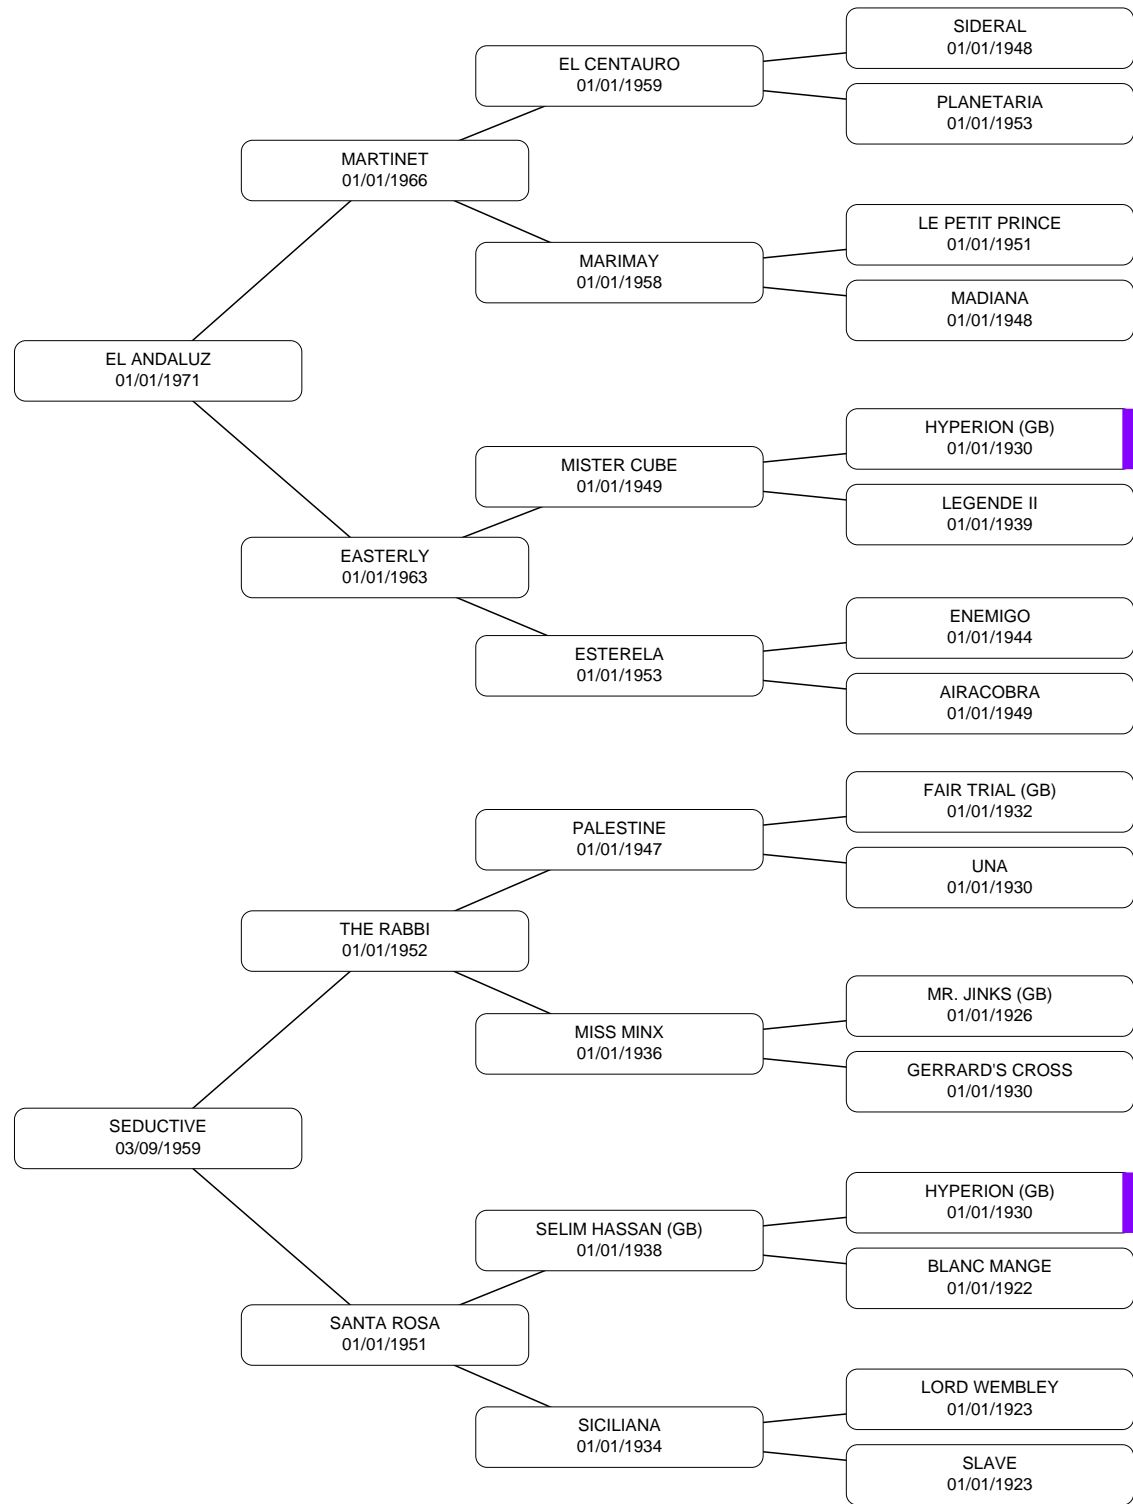 SIDERAL
01/01/1948
EL CENTAURO
01/01/1959
PLANETARIA
01/01/1953
MARTINET
01/01/1966
LE PETIT PRINCE
01/01/1951
MARIMAY
01/01/1958
MADIANA
01/01/1948
EL ANDALUZ
01/01/1971
HYPERION (GB)
01/01/1930
MISTER CUBE
01/01/1949
LEGENDE II
01/01/1939
EASTERLY
01/01/1963
ENEMIGO
01/01/1944
ESTERELA
01/01/1953
AIRACOBRA
01/01/1949
FAIR TRIAL (GB)
01/01/1932
PALESTINE
01/01/1947
UNA
01/01/1930
THE RABBI
01/01/1952
MR. JINKS (GB)
01/01/1926
MISS MINX
01/01/1936
GERRARD'S CROSS
01/01/1930
SEDUCTIVE
03/09/1959
HYPERION (GB)
01/01/1930
SELIM HASSAN (GB)
01/01/1938
BLANC MANGE
01/01/1922
SANTA ROSA
01/01/1951
LORD WEMBLEY
01/01/1923
SICILIANA
01/01/1934
SLAVE
01/01/1923